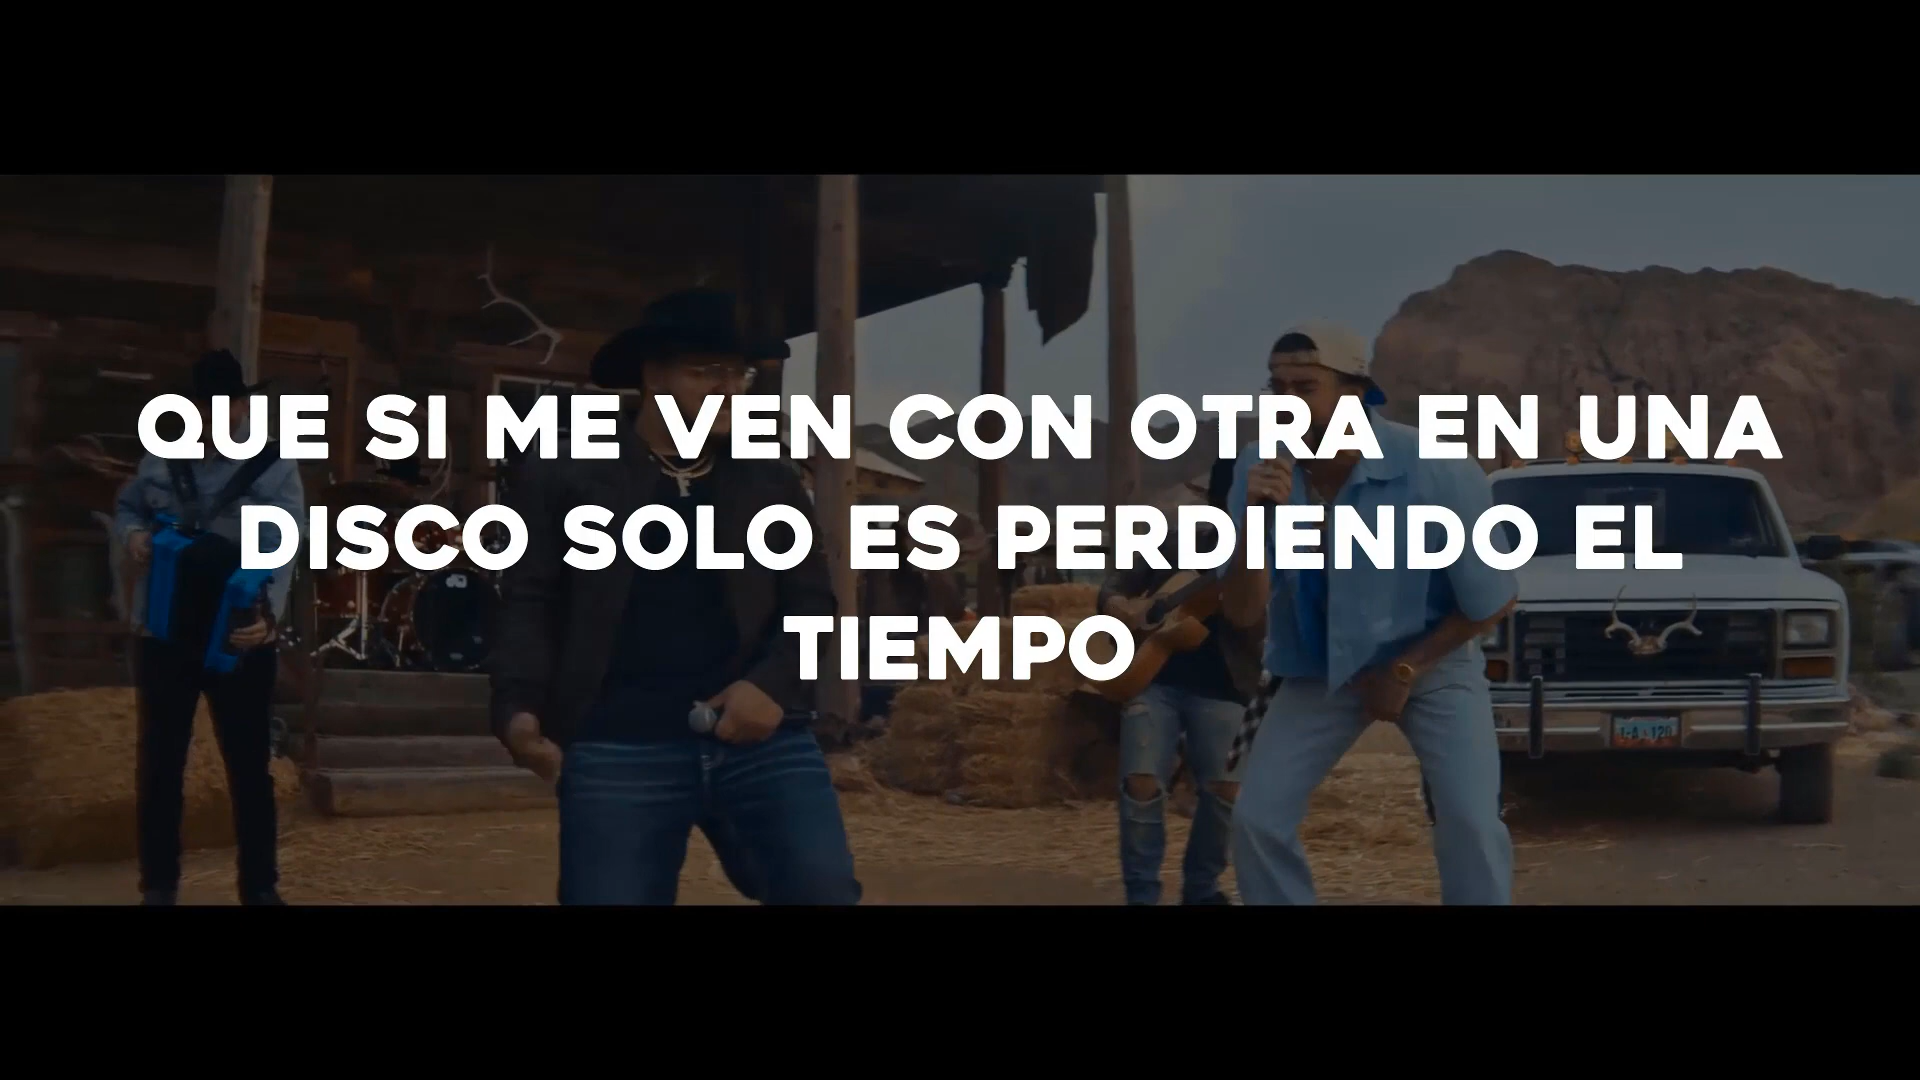 QUE SI ME VEN CON OTRA EN UNA
DISCO SOLO ES PERDIENDO EL
TIEMPO